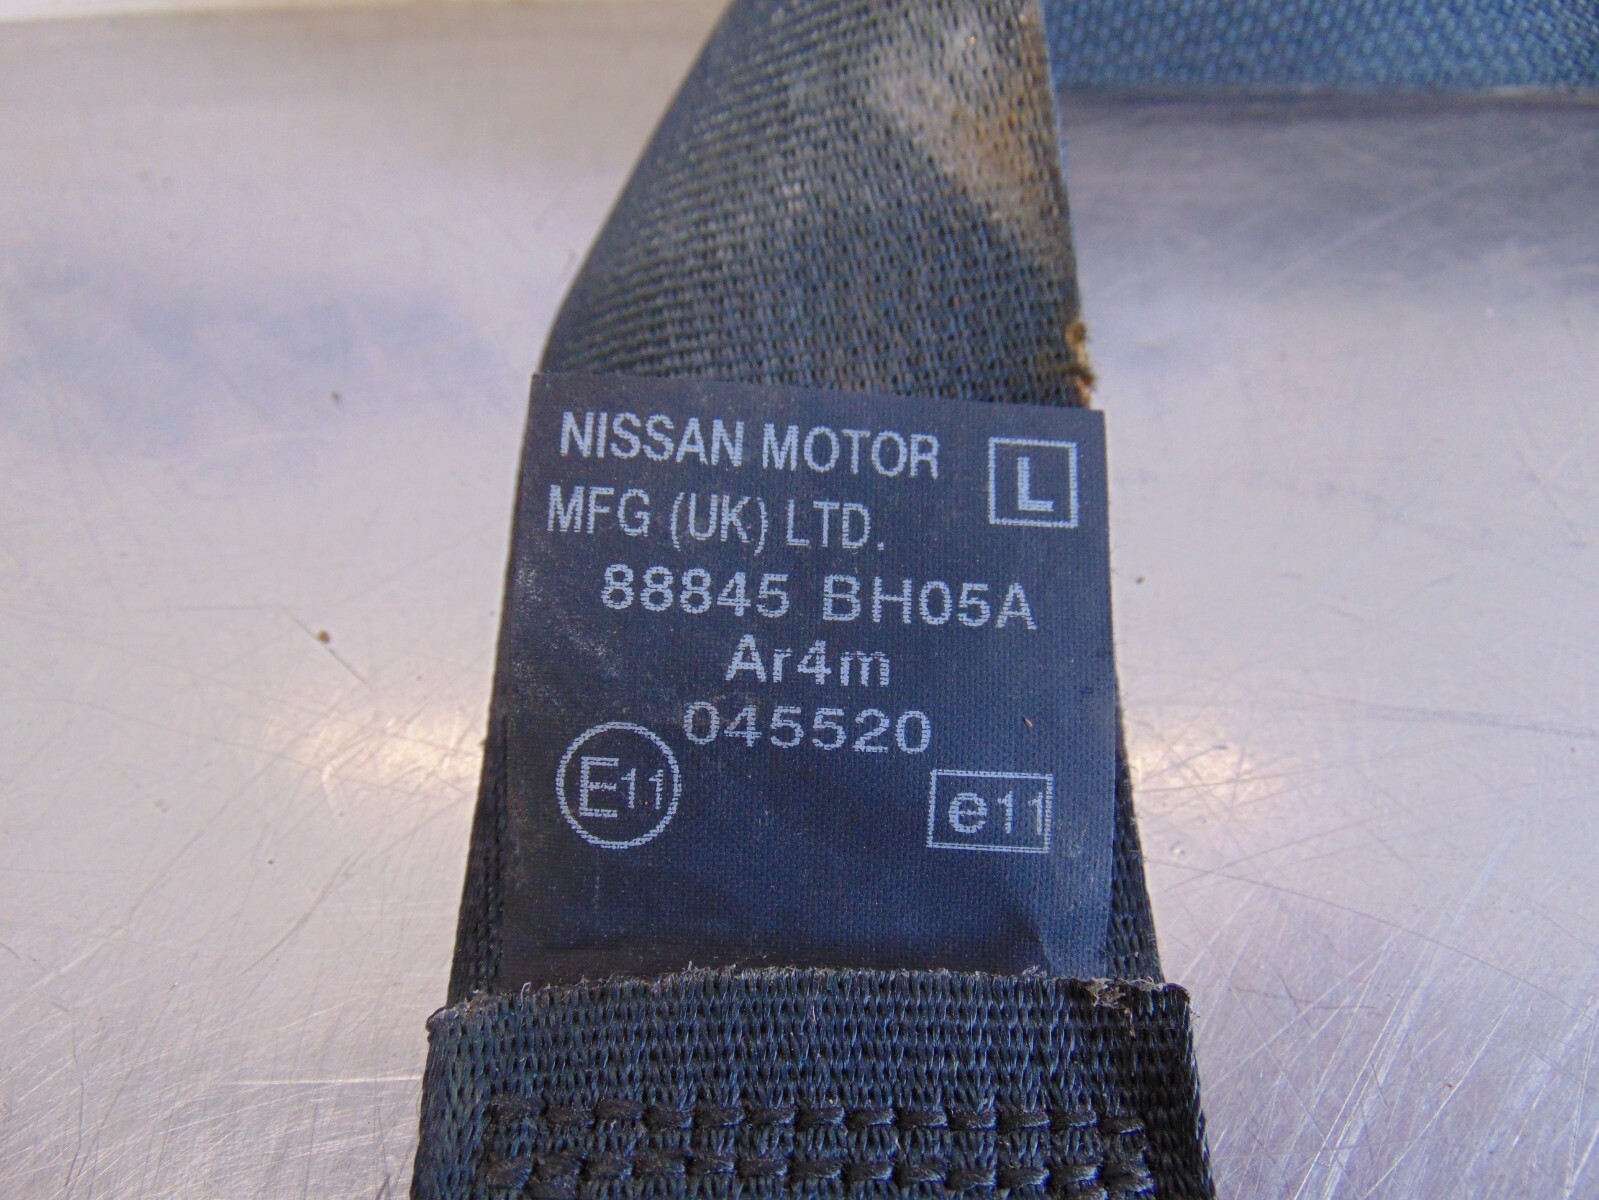 NISSAN MOTOR
L
MFG (UK) LTD.
88845 BH05A
Ar4m
045520
E11
e11